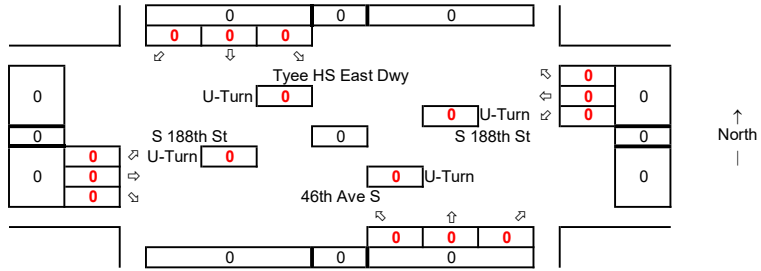 0 0 0
0 0 0
↙ ⇩ ↘
Tyee HS East Dwy
↖ 0
0 U-Turn 0 ⇦ 0 0
0 U-Turn ↙ 0
↑
0 S 188th St 0 S 188th St 0 North
0 ↗ U-Turn 0 |
0 0 ⇨ 0 U-Turn 0
0 ↘ 46th Ave S
↖ ⇧ ↗
0 0 0
0 0 0